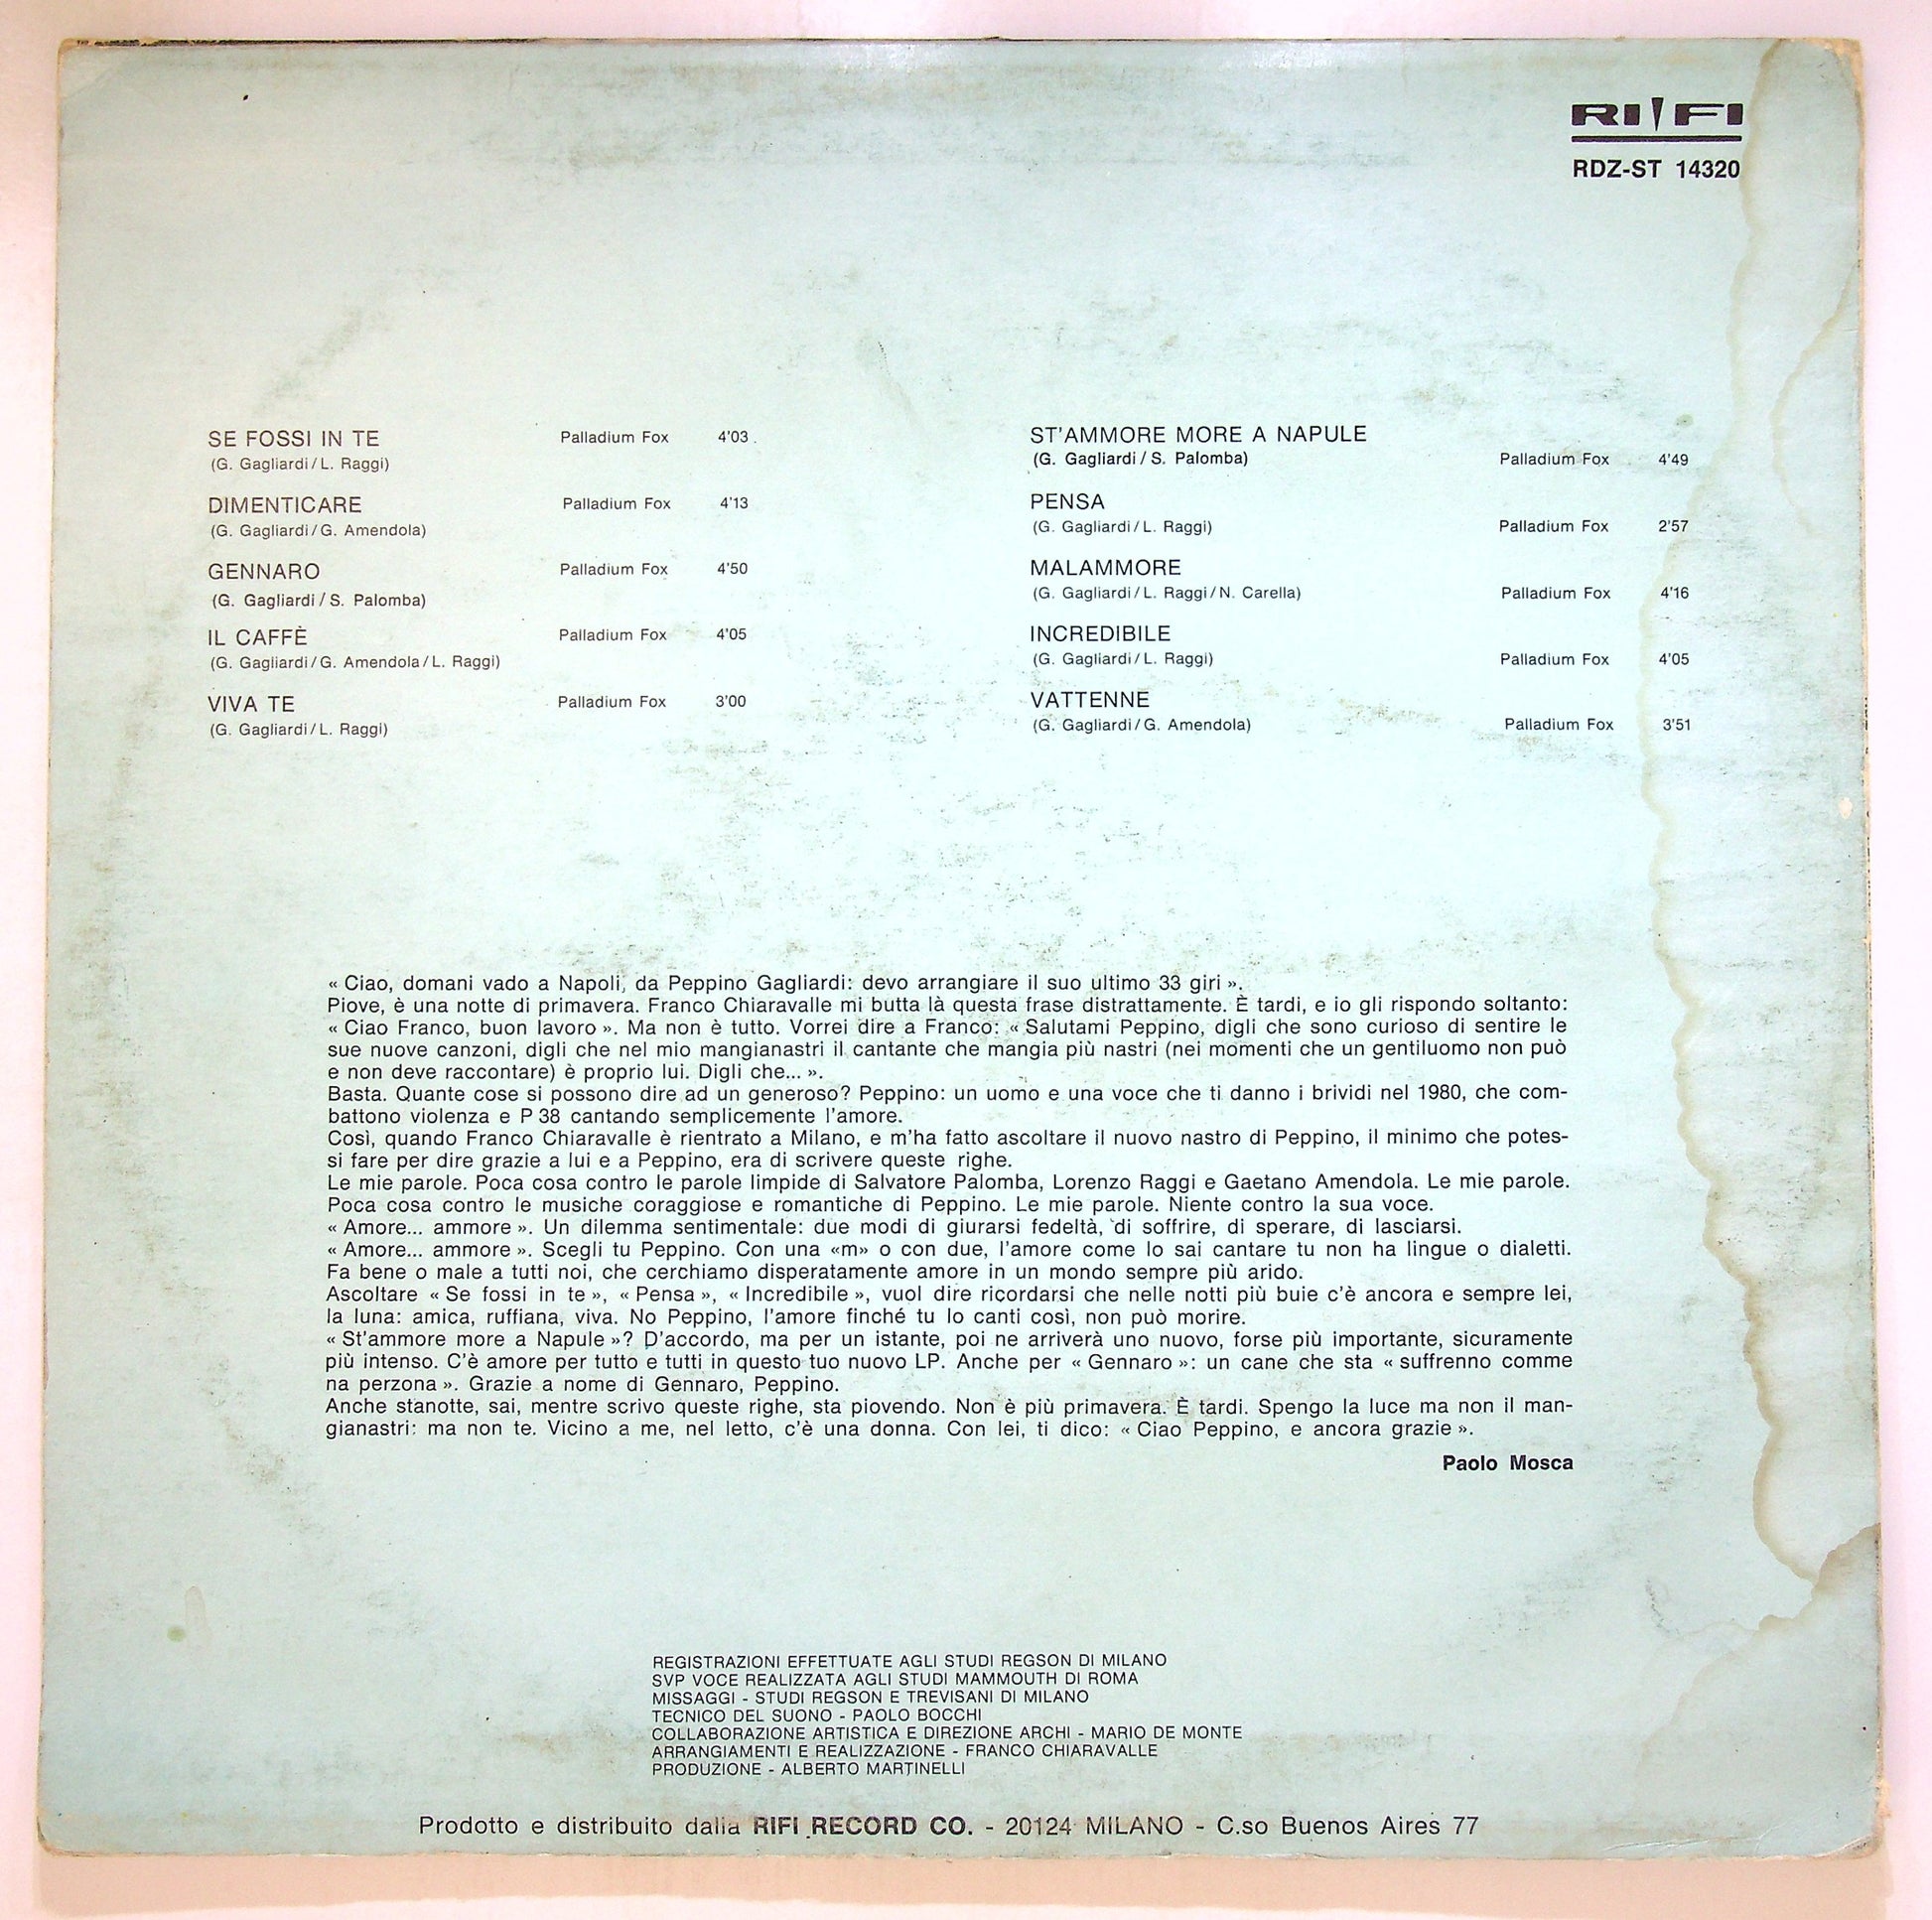 RI FI
RDZ-ST 14320
SE FOSSI IN TE Palladium Fox 4'03
(G. Gagliardi/L. Raggi)
DIMENTICARE Palladium Fox 4'13
(G. Gagliardi/G. Amendola)
GENNARO Palladium Fox 4'50
(G. Gagliardi/S. Palomba)
IL CAFFÈ Palladium Fox 4'05
(G. Gagliardi/G. Amendola/L. Raggi)
VIVA TE Palladium Fox 3'00
(G. Gagliardi/L. Raggi)
ST'AMMORE MORE A NAPULE
(G. Gagliardi/S. Palomba) Palladium Fox 4'49
PENSA
(G. Gagliardi/L. Raggi) Palladium Fox 2'57
MALAMMORE
(G. Gagliardi/L. Raggi/N. Carella) Palladium Fox 4'16
INCREDIBILE
(G. Gagliardi/L. Raggi) Palladium Fox 4'05
VATTENNE
(G. Gagliardi/G. Amendola) Palladium Fox 3'51
« Ciao, domani vado a Napoli, da Peppino Gagliardi: devo arrangiare il suo ultimo 33 giri ».
Piove, è una notte di primavera. Franco Chiaravalle mi butta là questa frase distrattamente. È tardi, e io gli rispondo soltanto:
« Ciao Franco, buon lavoro ». Ma non è tutto. Vorrei dire a Franco: « Salutami Peppino, digli che sono curioso di sentire le
sue nuove canzoni, digli che nel mio mangianastri il cantante che mangia più nastri (nei momenti che un gentiluomo non può
e non deve raccontare) è proprio lui. Digli che... ».
Basta. Quante cose si possono dire ad un generoso? Peppino: un uomo e una voce che ti danno i brividi nel 1980, che com-
battono violenza e P 38 cantando semplicemente l'amore.
Così, quando Franco Chiaravalle è rientrato a Milano, e m'ha fatto ascoltare il nuovo nastro di Peppino, il minimo che potes-
si fare per dire grazie a lui e a Peppino, era di scrivere queste righe.
Le mie parole. Poca cosa contro le parole limpide di Salvatore Palomba, Lorenzo Raggi e Gaetano Amendola. Le mie parole.
Poca cosa contro le musiche coraggiose e romantiche di Peppino. Le mie parole. Niente contro la sua voce.
« Amore... ammore ». Un dilemma sentimentale: due modi di giurarsi fedeltà, di soffrire, di sperare, di lasciarsi.
« Amore... ammore ». Scegli tu Peppino. Con una «m» o con due, l'amore come lo sai cantare tu non ha lingue o dialetti.
Fa bene o male a tutti noi, che cerchiamo disperatamente amore in un mondo sempre più arido.
Ascoltare « Se fossi in te », « Pensa », « Incredibile », vuol dire ricordarsi che nelle notti più buie c'è ancora e sempre lei,
la luna: amica, ruffiana, viva. No Peppino, l'amore finché tu lo canti così, non può morire.
« St'ammore more a Napule »? D'accordo, ma per un istante, poi ne arriverà uno nuovo, forse più importante, sicuramente
più intenso. C'è amore per tutto e tutti in questo tuo nuovo LP. Anche per « Gennaro »: un cane che sta « suffrenno comme
na perzona ». Grazie a nome di Gennaro, Peppino.
Anche stanotte, sai, mentre scrivo queste righe, sta piovendo. Non è più primavera. È tardi. Spengo la luce ma non il man-
gianastri: ma non te. Vicino a me, nel letto, c'è una donna. Con lei, ti dico: « Ciao Peppino, e ancora grazie ».
Paolo Mosca
REGISTRAZIONI EFFETTUATE AGLI STUDI REGSON DI MILANO
SVP VOCE REALIZZATA AGLI STUDI MAMMOUTH DI ROMA
MISSAGGI - STUDI REGSON E TREVISANI DI MILANO
TECNICO DEL SUONO - PAOLO BOCCHI
COLLABORAZIONE ARTISTICA E DIREZIONE ARCHI - MARIO DE MONTE
ARRANGIAMENTI E REALIZZAZIONE - FRANCO CHIARAVALLE
PRODUZIONE - ALBERTO MARTINELLI
Prodotto e distribuito dalla RIFI RECORD CO. - 20124 MILANO - C.so Buenos Aires 77